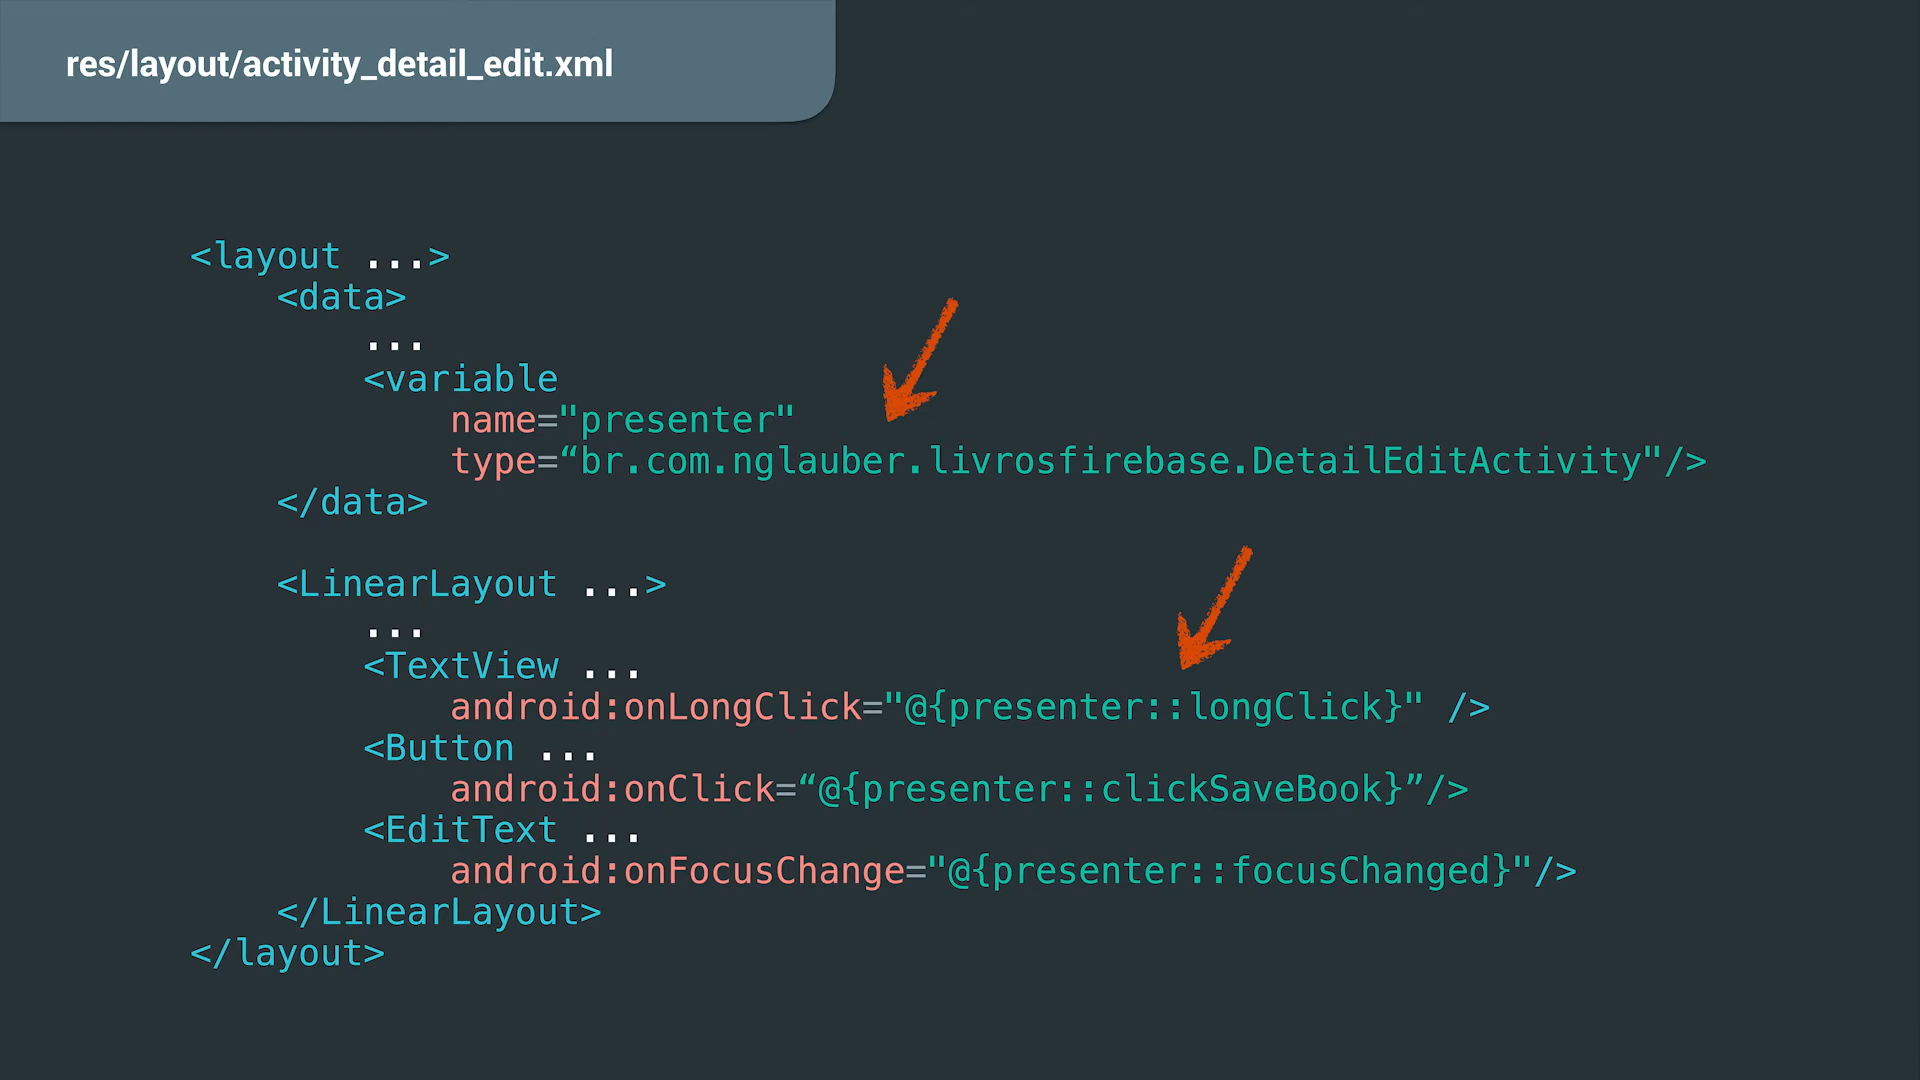 res/layout/activity_detail_edit.xml
<layout ...>
    <data>
        ...
        <variable
            name="presenter"
            type=“br.com.nglauber.livrosfirebase.DetailEditActivity"/>
    </data>

    <LinearLayout ...>
        ...
        <TextView ...
            android:onLongClick="@{presenter::longClick}" />
        <Button ...
            android:onClick=“@{presenter::clickSaveBook}”/>
        <EditText ...
            android:onFocusChange="@{presenter::focusChanged}"/>
    </LinearLayout>
</layout>